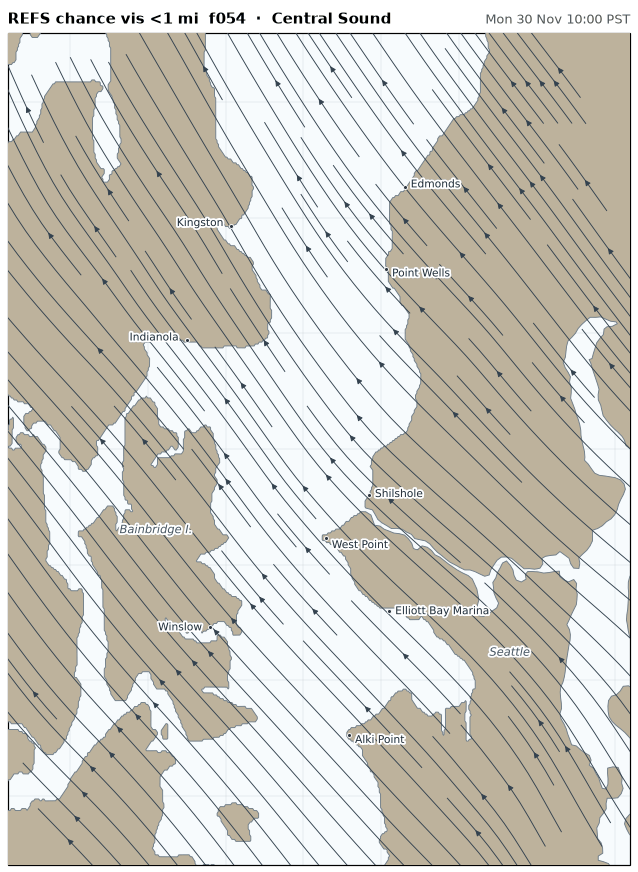 REFS chance vis <1 mi f054 · Central Sound
Mon 30 Nov 10:00 PST
Edmonds
Kingston
Point Wells
Indianola
Shilshole
Bainbridge I.
West Point
Elliott Bay Marina
Winslow
Seattle
Alki Point